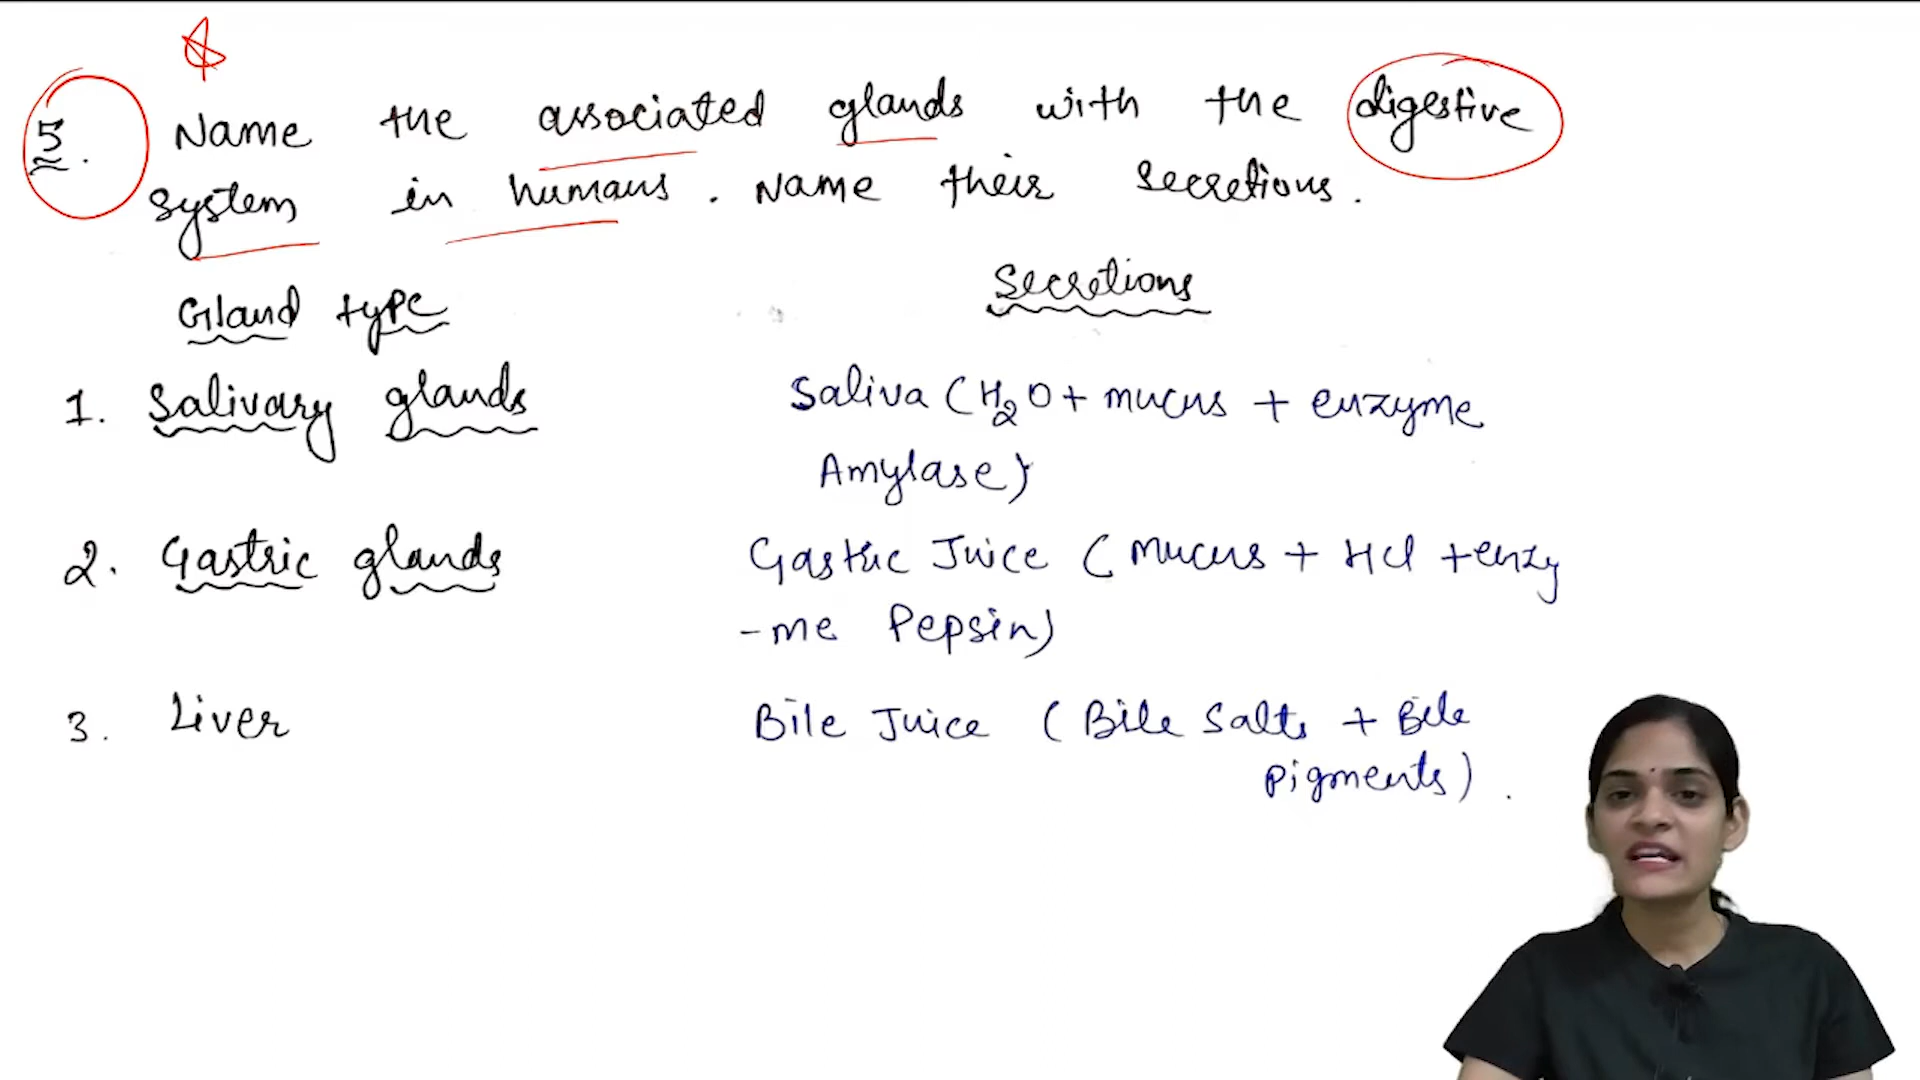 5. Name the associated glands with the digestive
system in humans. Name their secretions.
Gland type Secretions
1. Salivary glands Saliva (H₂O + mucus + enzyme
Amylase)
2. Gastric glands Gastric Juice (Mucus + HCl + enzy
-me Pepsin)
3. Liver Bile Juice (Bile Salts + Bile
pigments).